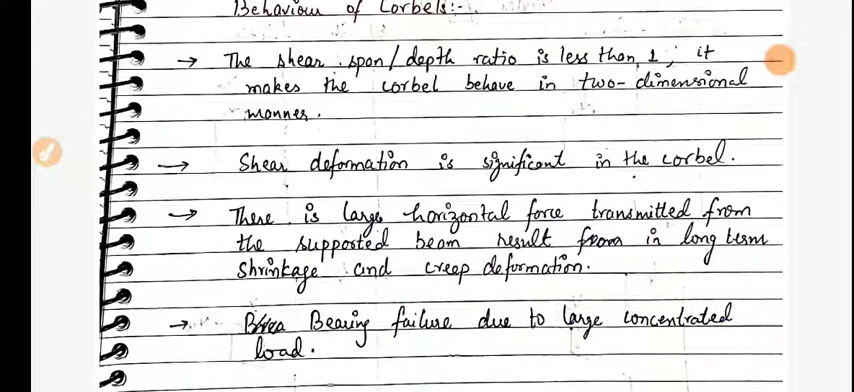 Behaviour of Corbels:-
→ The shear span/depth ratio is less than 1, it
makes the corbel behave in two-dimensional
manner.
→ Shear deformation is significant in the corbel.
→ There is large horizontal force transmitted from
the supported beam result from in long term
shrinkage and creep deformation.
→ Bearing failure due to large concentrated
load.